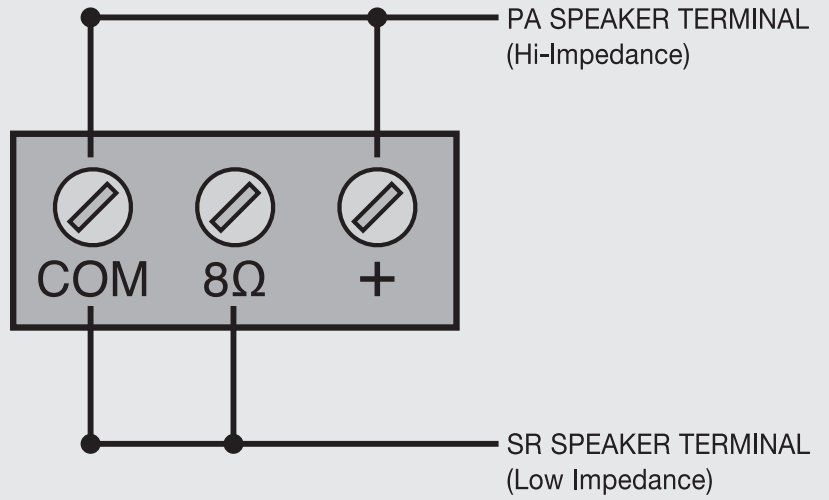 PA SPEAKER TERMINAL
(Hi-Impedance)
COM 8Ω +
SR SPEAKER TERMINAL
(Low Impedance)